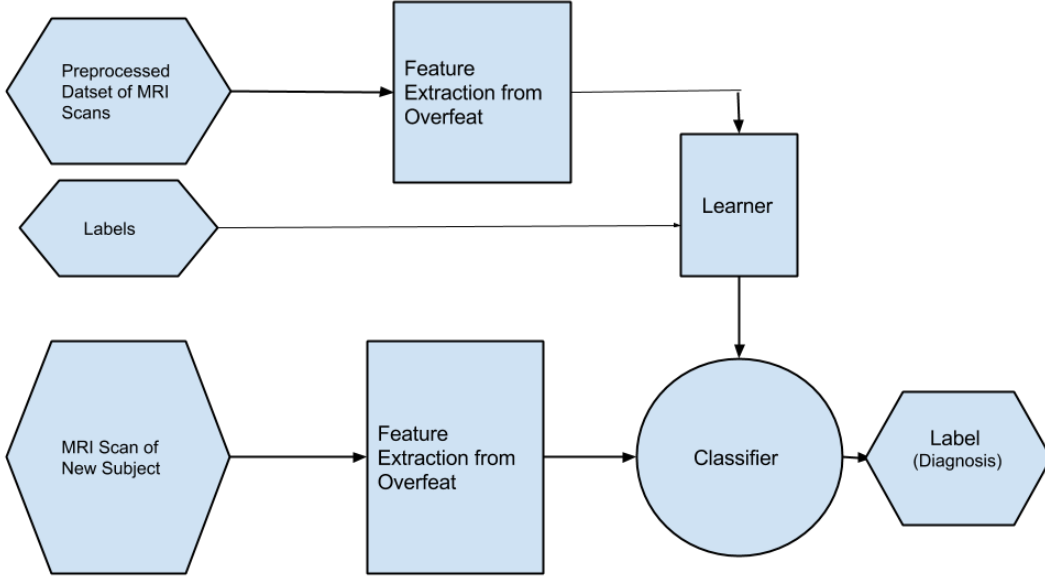 Preprocessed
Datset of MRI
Scans
Feature
Extraction from
Overfeat
Learner
Labels
MRI Scan of
New Subject
Feature
Extraction from
Overfeat
Classifier
Label
(Diagnosis)